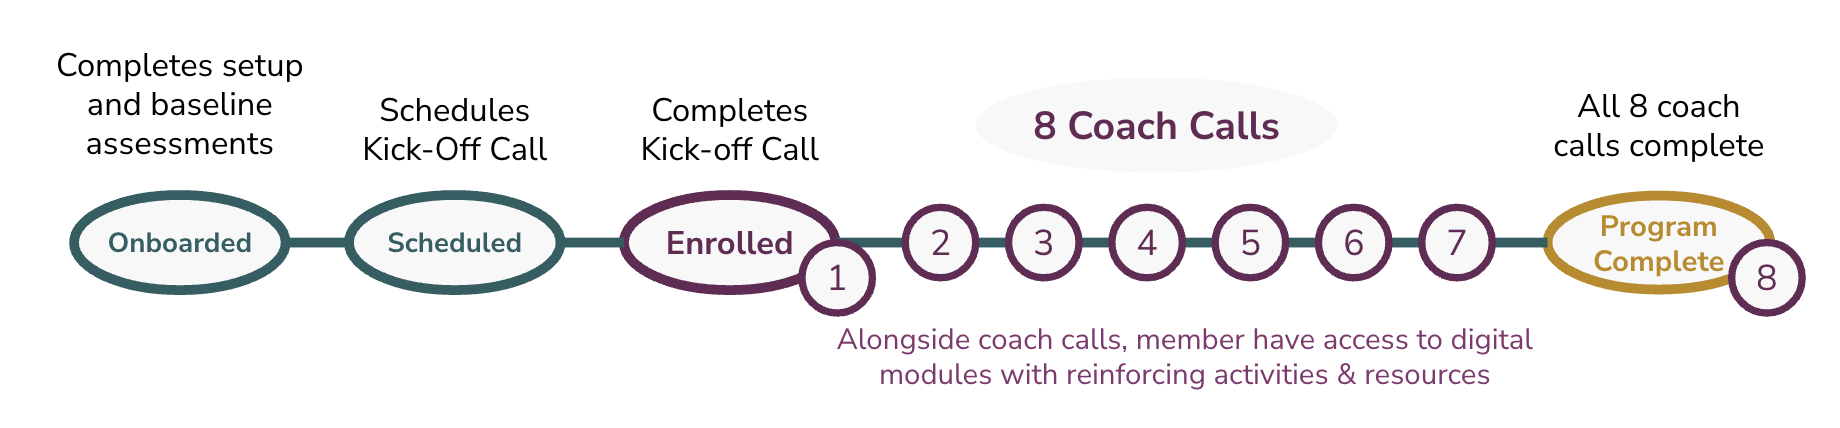 Completes setup
and baseline
assessments
Schedules
Kick-Off Call
Completes
Kick-off Call
8 Coach Calls
All 8 coach
calls complete
Onboarded
Scheduled
Enrolled
1
2
3
4
5
6
7
Program
Complete
8
Alongside coach calls, member have access to digital
modules with reinforcing activities & resources